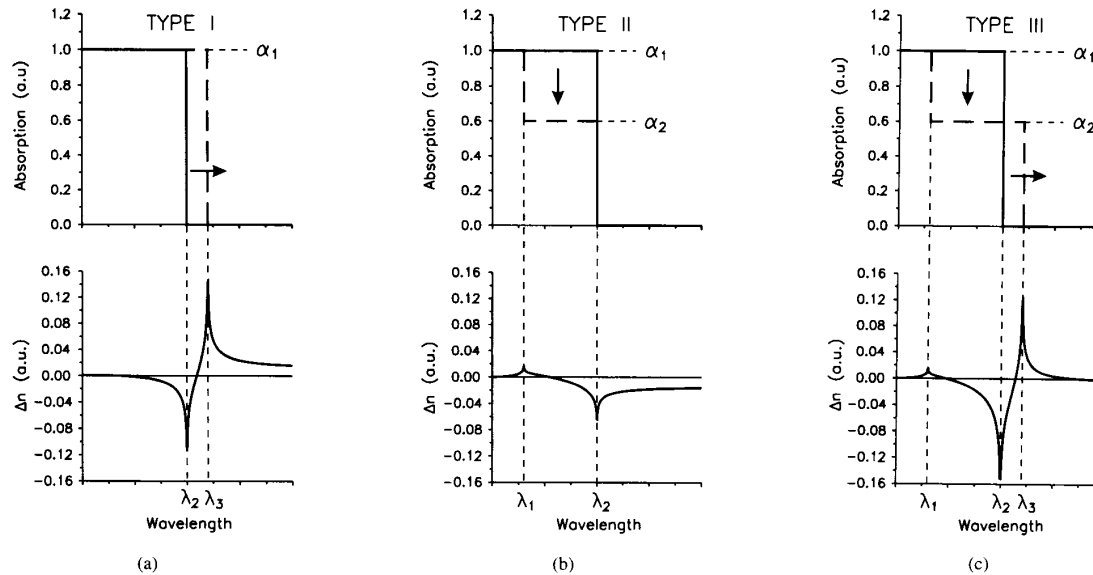 TYPE I
Absorption (a.u)
1.2
1.0
0.8
0.6
0.4
0.2
0.0
α1
Δn (a.u.)
0.16
0.12
0.08
0.04
0.00
−0.04
−0.08
−0.12
−0.16
λ2 λ3
Wavelength
(a)
TYPE II
Absorption (a.u)
1.2
1.0
0.8
0.6
0.4
0.2
0.0
α1
α2
Δn (a.u.)
0.16
0.12
0.08
0.04
0.00
−0.04
−0.08
−0.12
−0.16
λ1 λ2
Wavelength
(b)
TYPE III
Absorption (a.u)
1.2
1.0
0.8
0.6
0.4
0.2
0.0
α1
α2
Δn (a.u.)
0.16
0.12
0.08
0.04
0.00
−0.04
−0.08
−0.12
−0.16
λ1 λ2 λ3
Wavelength
(c)